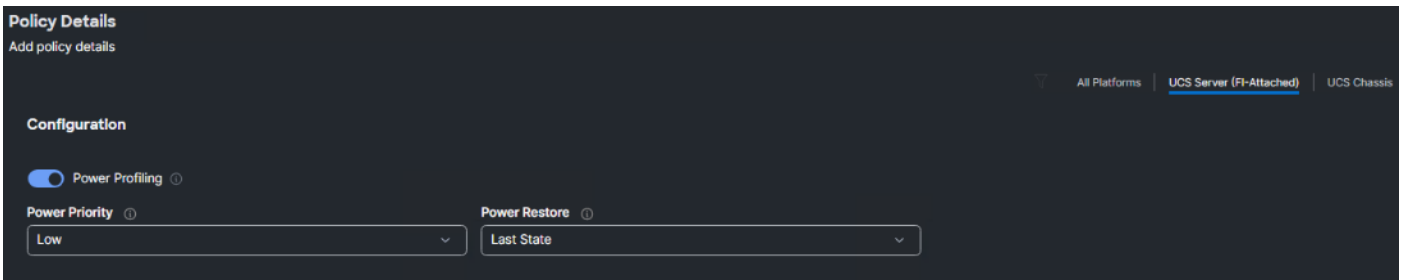 Policy Details
Add policy details
All Platforms UCS Server (FI-Attached) UCS Chassis
Configuration
Power Profiling
Power Priority Power Restore
Low Last State